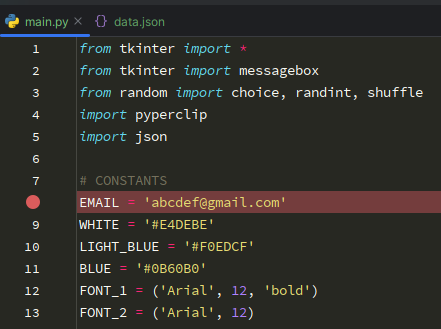 main.py × {} data.json
1 from tkinter import *
2 from tkinter import messagebox
3 from random import choice, randint, shuffle
4 import pyperclip
5 import json
6
7 # CONSTANTS
EMAIL = 'abcdef@gmail.com'
9 WHITE = '#E4DEBE'
10 LIGHT_BLUE = '#F0EDCF'
11 BLUE = '#0B60B0'
12 FONT_1 = ('Arial', 12, 'bold')
13 FONT_2 = ('Arial', 12)